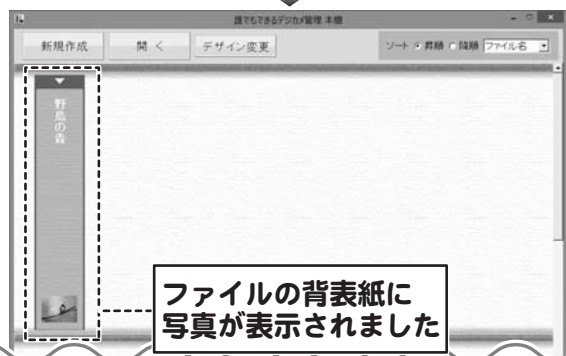 誰でもできるデジカメ管理 本棚
新規作成 開く デザイン変更 ソート 昇順 降順 ファイル名
野鳥の森
ファイルの背表紙に
写真が表示されました